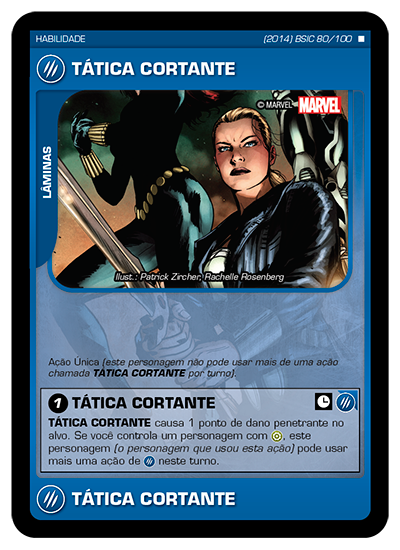 HABILIDADE
(2014) BSIC 80/100
TÁTICA CORTANTE
LÂMINAS
© MARVEL MARVEL
Ilust.: Patrick Zircher, Rachelle Rosenberg
Ação Única (este personagem não pode usar mais de uma ação
chamada TÁTICA CORTANTE por turno).
1 TÁTICA CORTANTE
TÁTICA CORTANTE causa 1 ponto de dano penetrante no
alvo. Se você controla um personagem com , este
personagem (o personagem que usou esta ação) pode usar
mais uma ação de neste turno.
TÁTICA CORTANTE